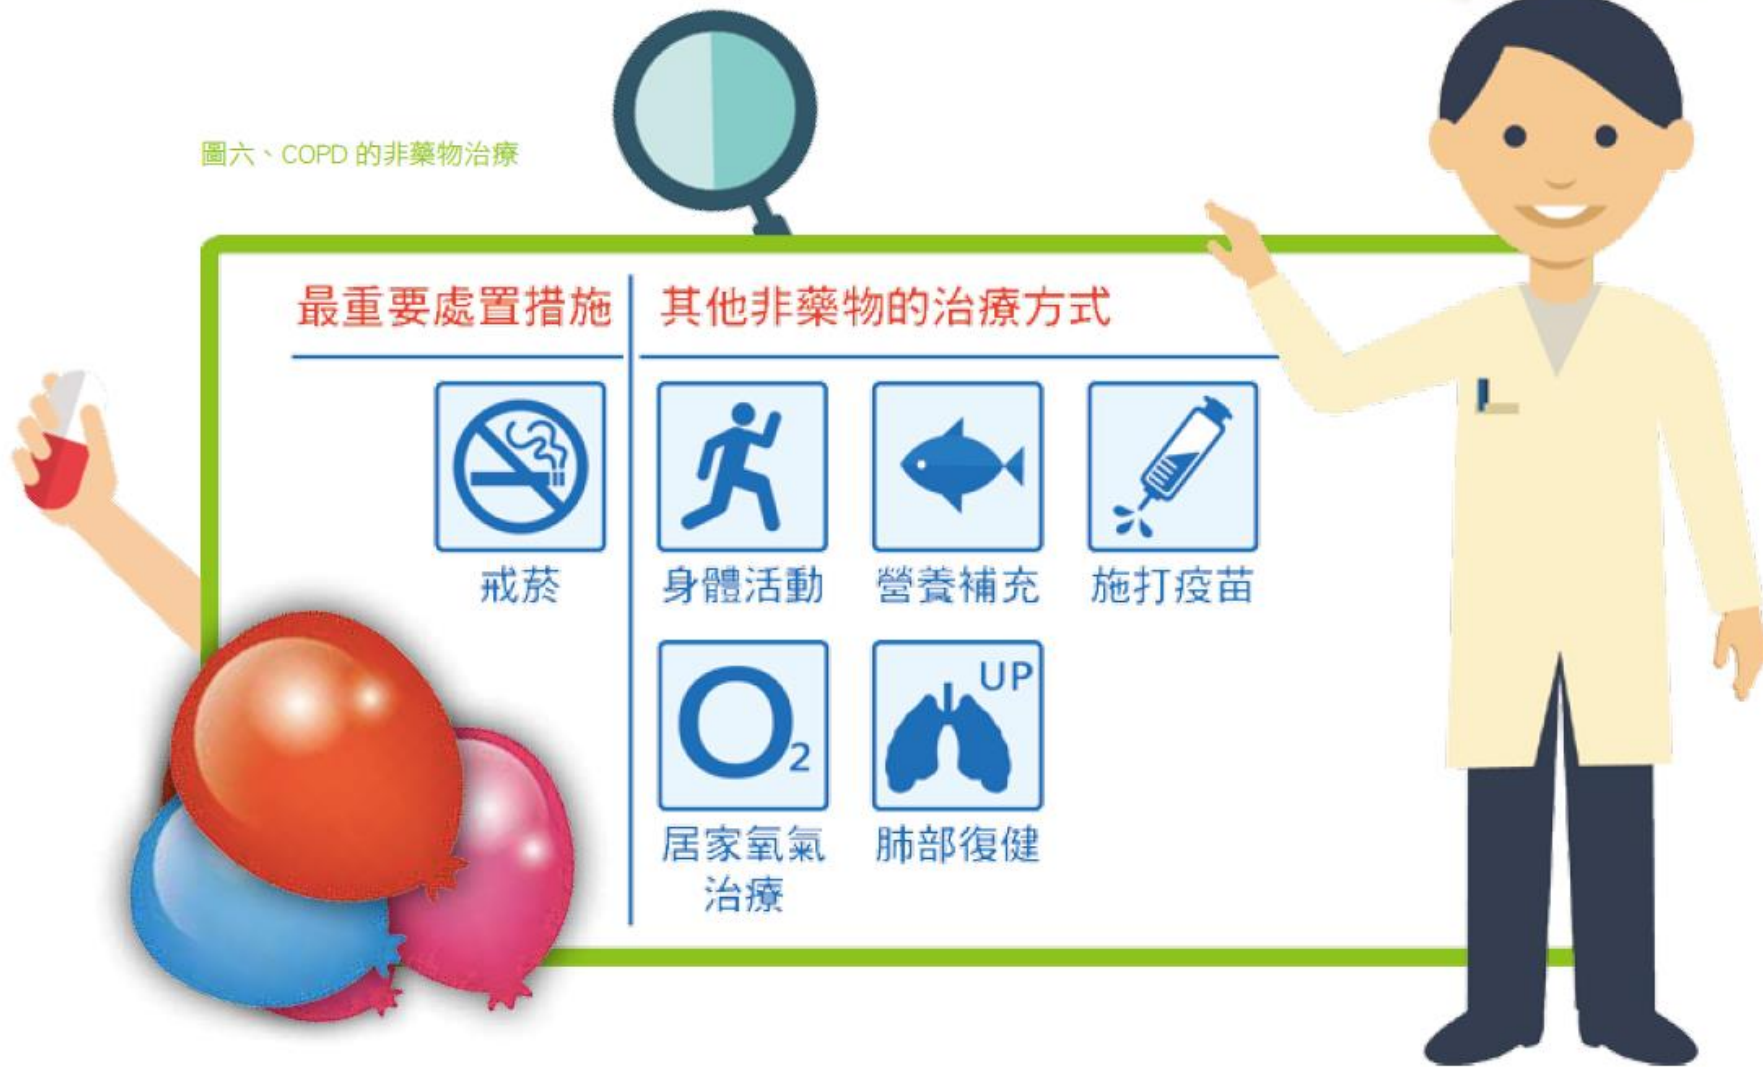 圖六、COPD 的非藥物治療
最重要處置措施
其他非藥物的治療方式
戒菸
身體活動
營養補充
施打疫苗
O2
UP
居家氧氣
治療
肺部復健